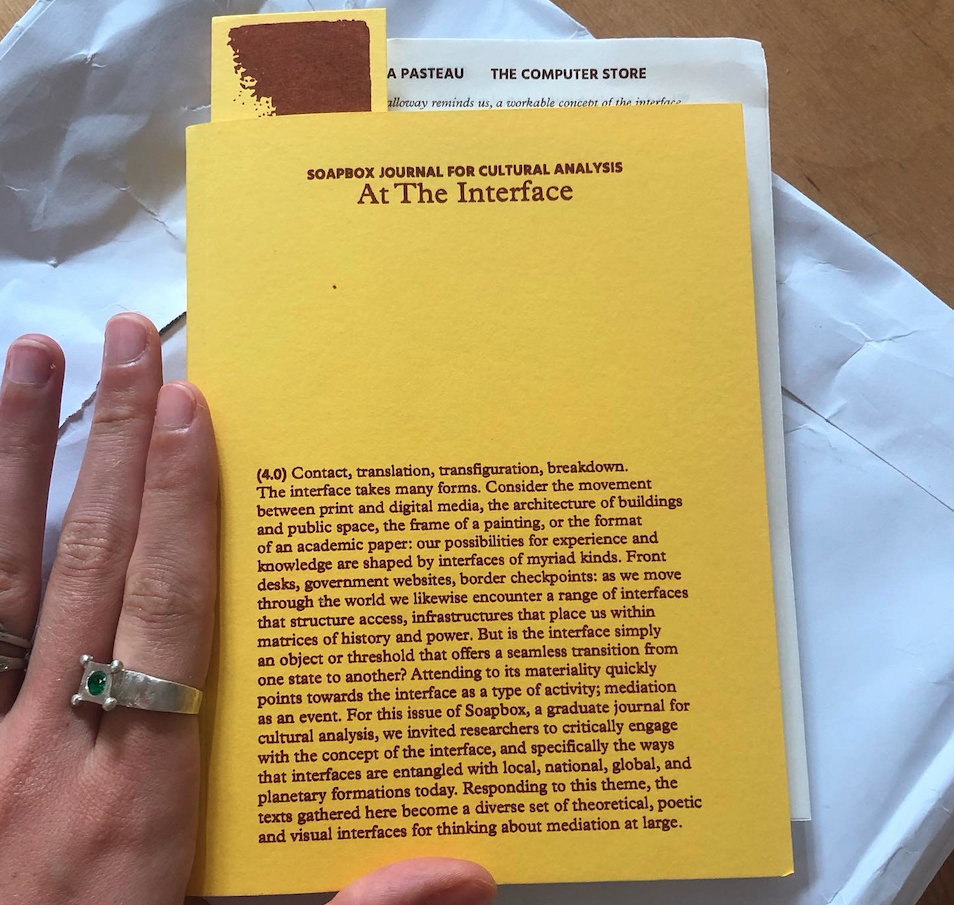 A PASTEAU THE COMPUTER STORE
alloway reminds us, a workable concept of the interface
SOAPBOX JOURNAL FOR CULTURAL ANALYSIS
At The Interface
(4.0) Contact, translation, transfiguration, breakdown.
The interface takes many forms. Consider the movement
between print and digital media, the architecture of buildings
and public space, the frame of a painting, or the format
of an academic paper: our possibilities for experience and
knowledge are shaped by interfaces of myriad kinds. Front
desks, government websites, border checkpoints: as we move
through the world we likewise encounter a range of interfaces
that structure access, infrastructures that place us within
matrices of history and power. But is the interface simply
an object or threshold that offers a seamless transition from
one state to another? Attending to its materiality quickly
points towards the interface as a type of activity; mediation
as an event. For this issue of Soapbox, a graduate journal for
cultural analysis, we invited researchers to critically engage
with the concept of the interface, and specifically the ways
that interfaces are entangled with local, national, global, and
planetary formations today. Responding to this theme, the
texts gathered here become a diverse set of theoretical, poetic
and visual interfaces for thinking about mediation at large.